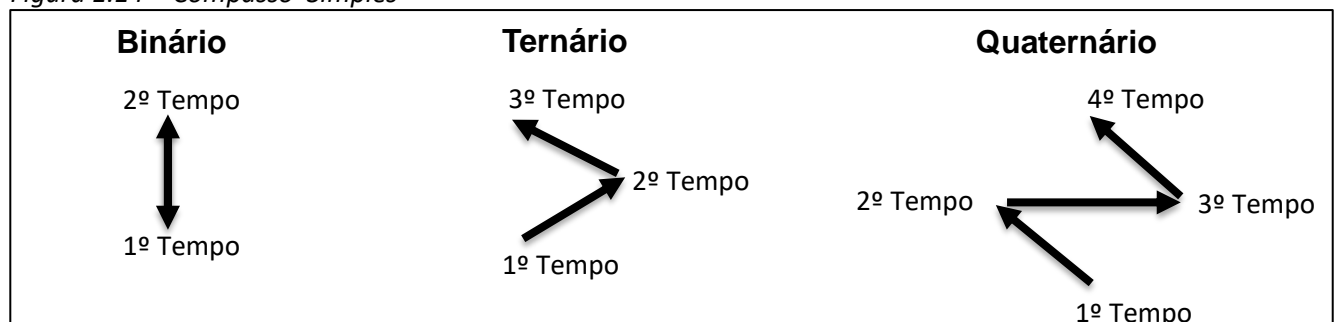 Binário
Ternário
Quaternário
2º Tempo
3º Tempo
4º Tempo
2º Tempo
2º Tempo
3º Tempo
1º Tempo
1º Tempo
1º Tempo